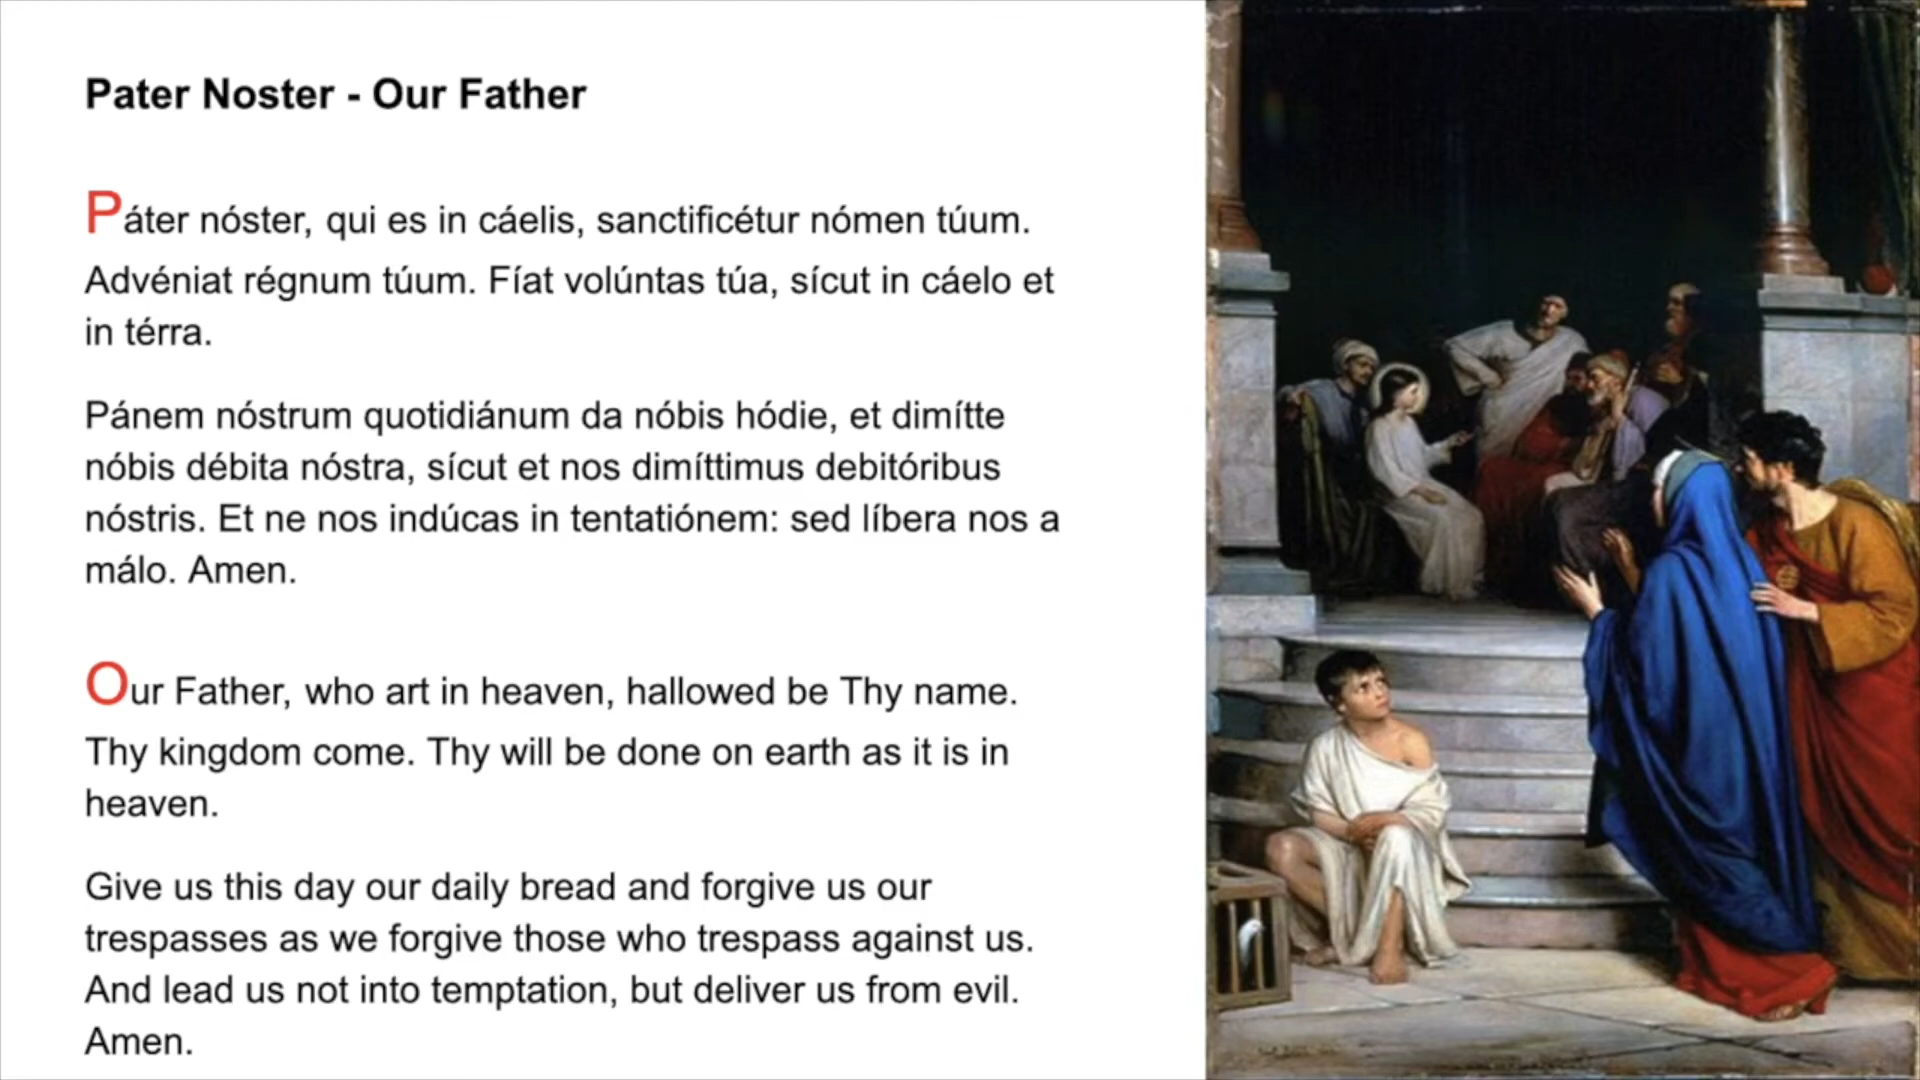 Pater Noster - Our Father
Páter nóster, qui es in cáelis, sanctificétur nómen túum.
Advéniat régnum túum. Fíat volúntas túa, sícut in cáelo et
in térra.
Pánem nóstrum quotidiánum da nóbis hódie, et dimítte
nóbis débita nóstra, sícut et nos dimíttimus debitóribus
nóstris. Et ne nos indúcas in tentatiónem: sed líbera nos a
málo. Amen.
Our Father, who art in heaven, hallowed be Thy name.
Thy kingdom come. Thy will be done on earth as it is in
heaven.
Give us this day our daily bread and forgive us our
trespasses as we forgive those who trespass against us.
And lead us not into temptation, but deliver us from evil.
Amen.